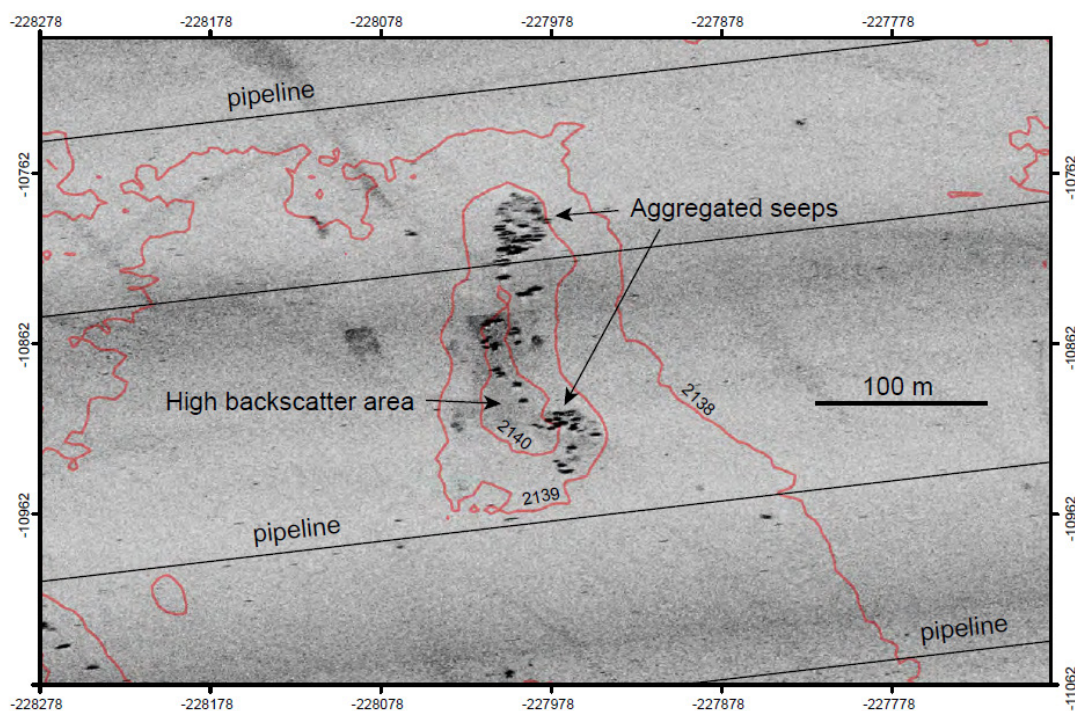 -228278 -228178 -228078 -227978 -227878 -227778
pipeline
-10762 -10762
Aggregated seeps
-10862 -10862
100 m
2138
High backscatter area
2140
2139
-10962 -10962
pipeline
pipeline
-11062 -11062
-228278 -228178 -228078 -227978 -227878 -227778